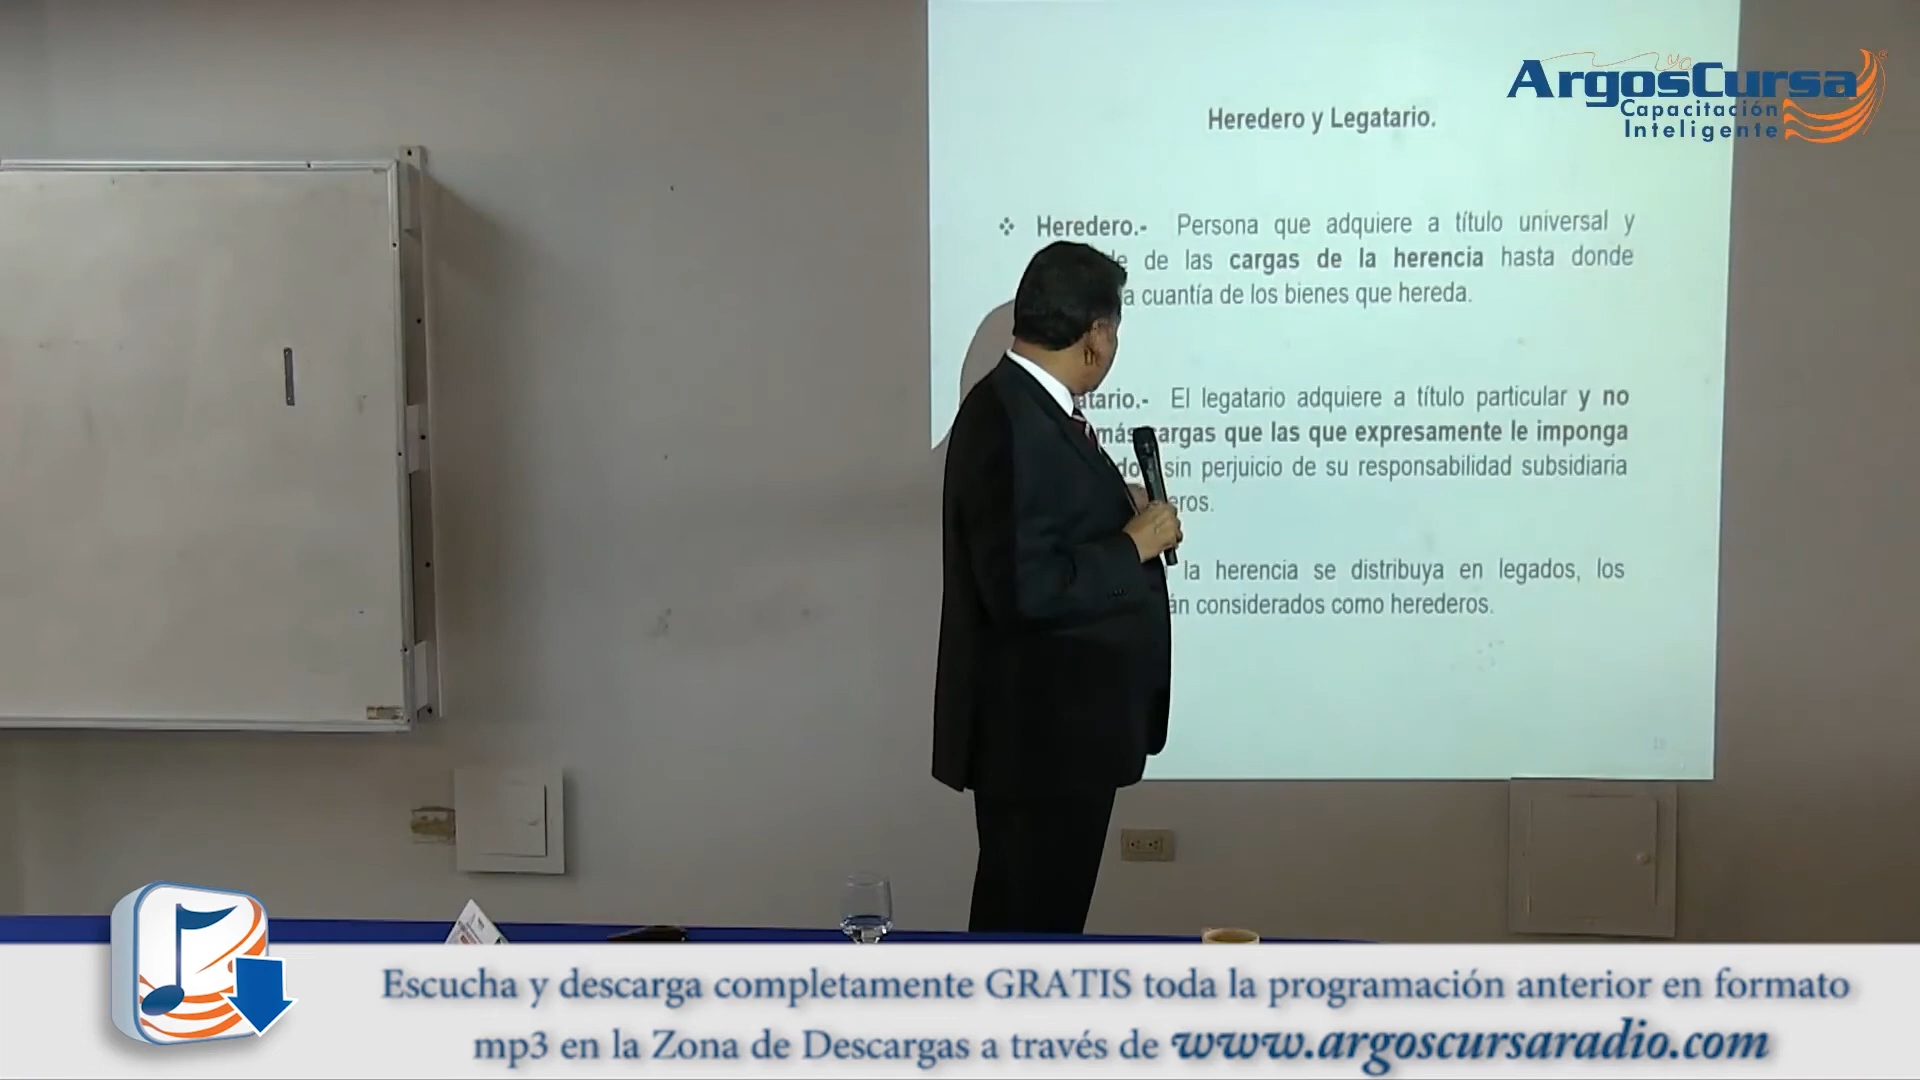 ArgosCursa
Capacitación
Inteligente
Heredero y Legatario.
Heredero.- Persona que adquiere a título universal y
de las cargas de la herencia hasta donde
cuantía de los bienes que hereda.
El legatario adquiere a título particular y no
más cargas que las que expresamente le imponga
sin perjuicio de su responsabilidad subsidiaria
la herencia se distribuya en legados, los
considerados como herederos.
Escucha y descarga completamente GRATIS toda la programación anterior en formato
mp3 en la Zona de Descargas a través de www.argoscursaradio.com